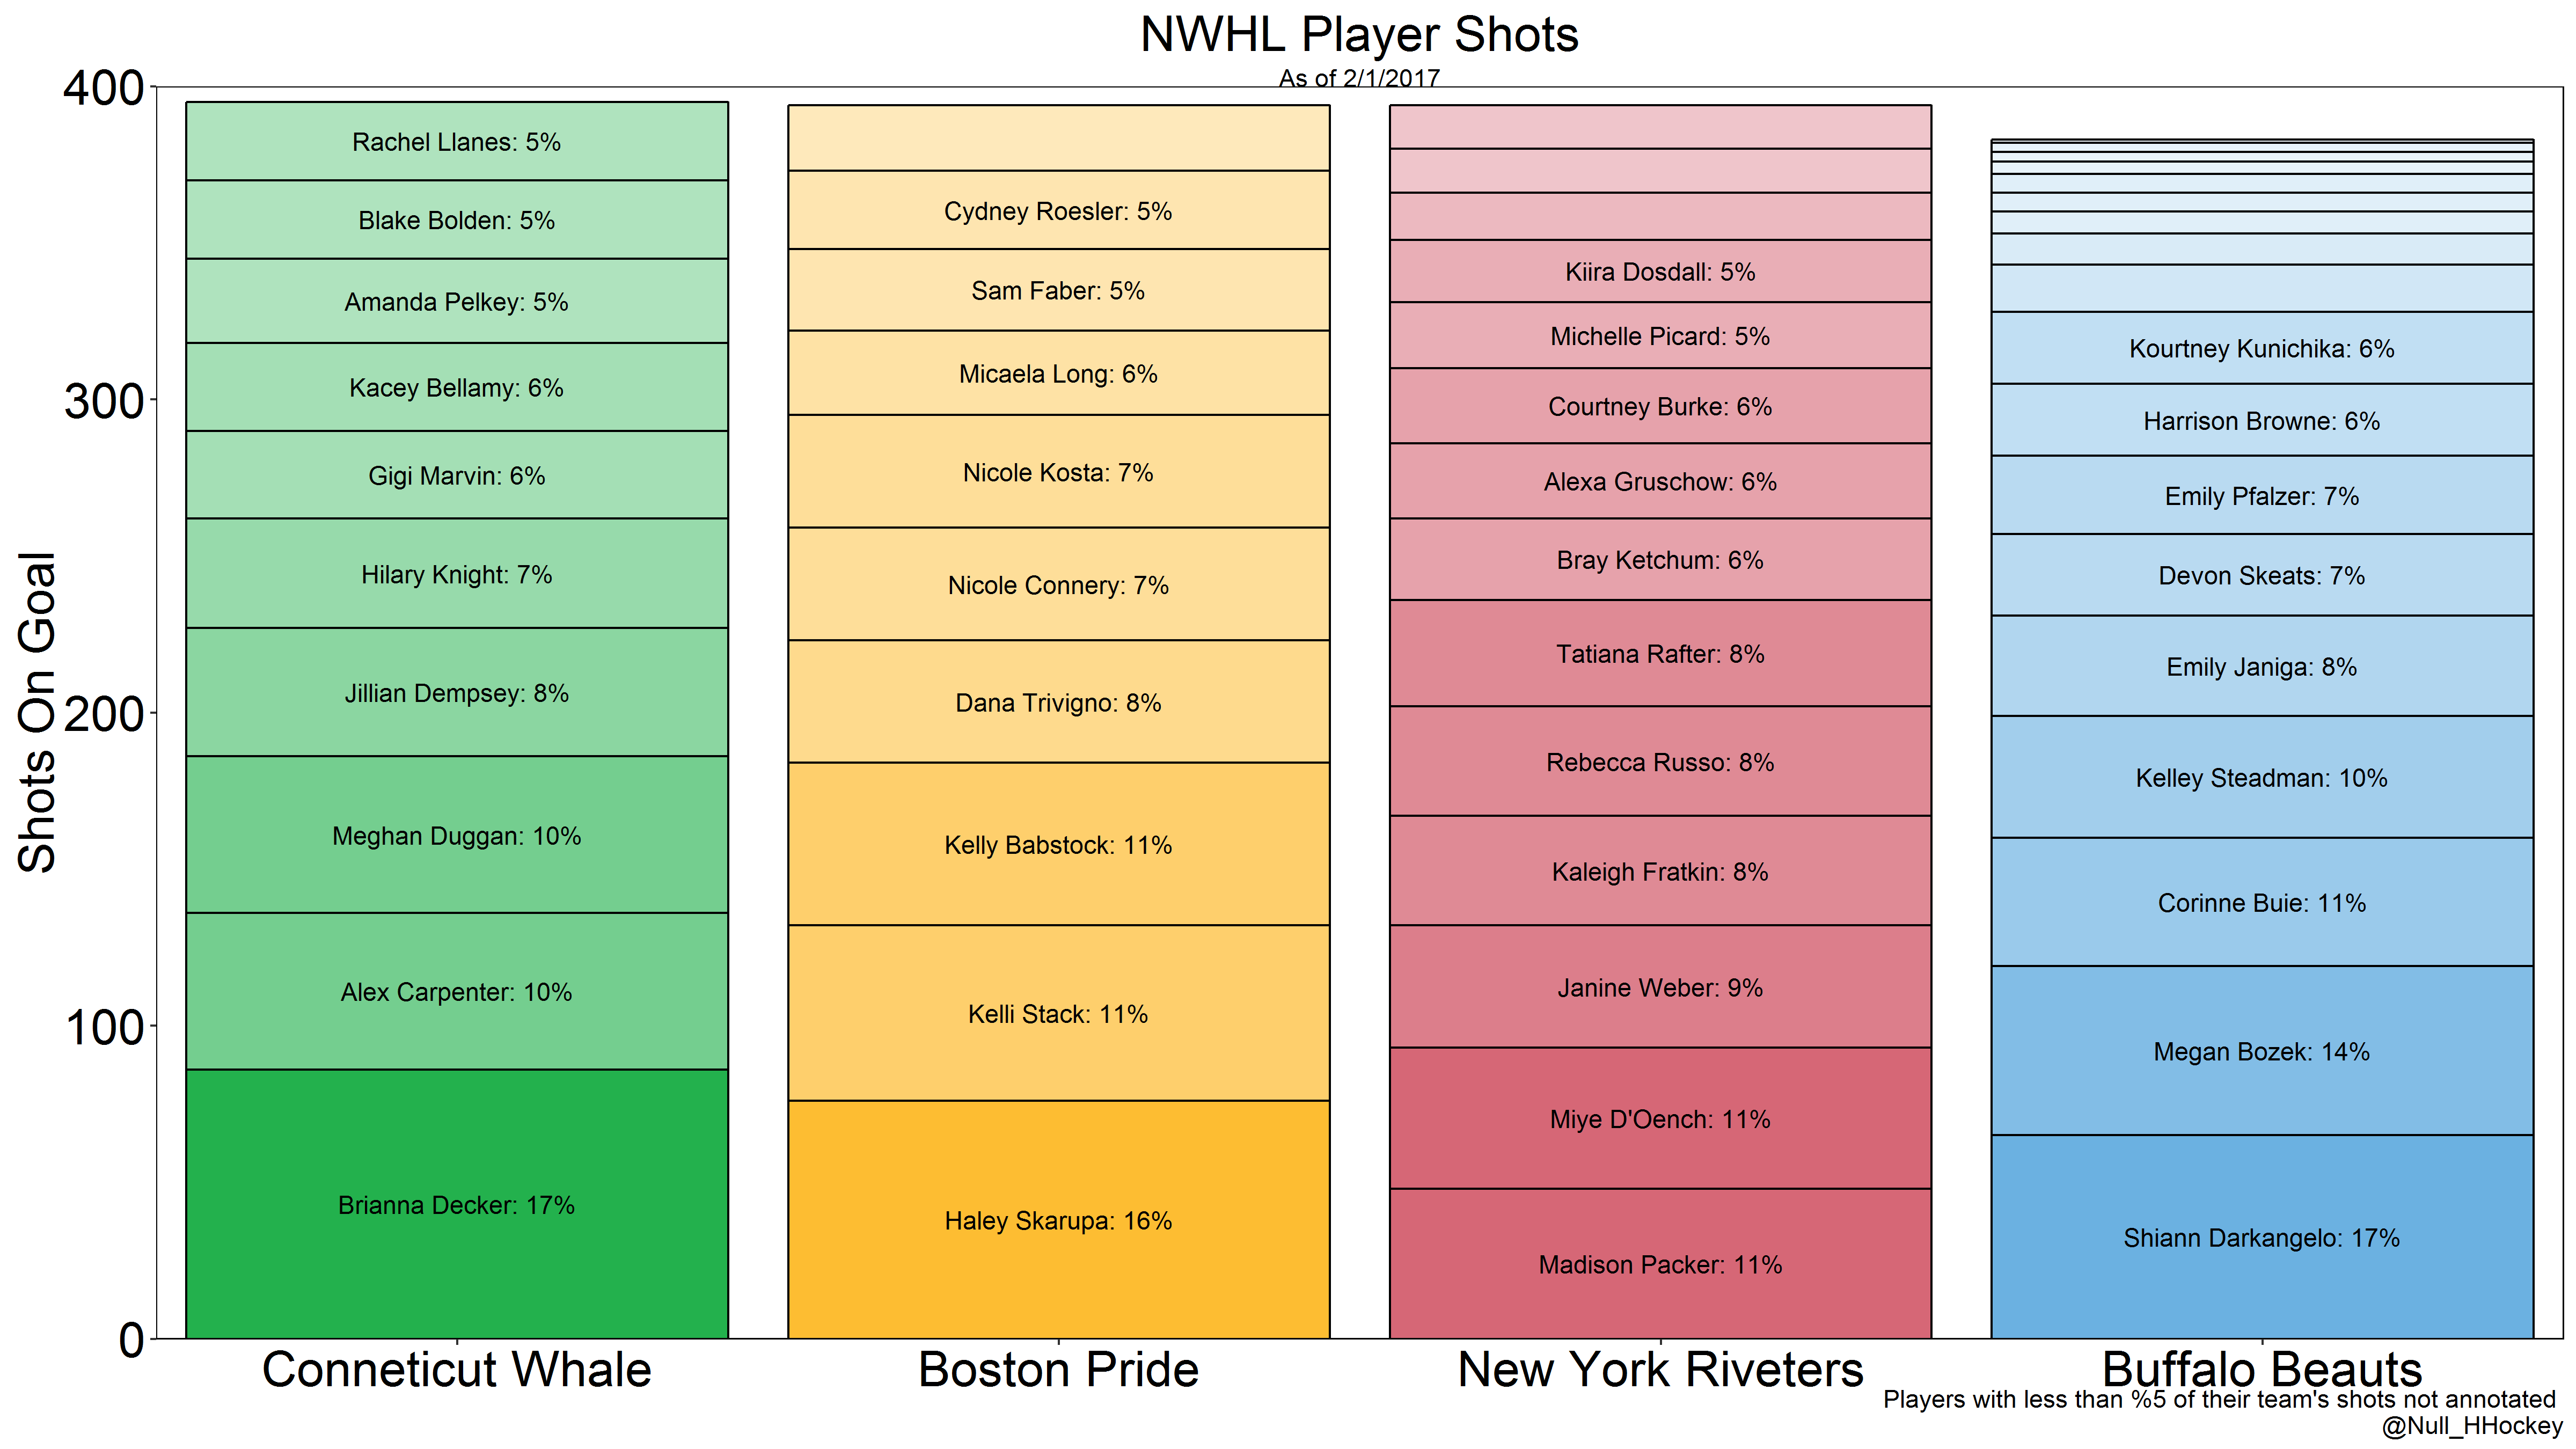 NWHL Player Shots
As of 2/1/2017
Shots On Goal
400
300
200
100
0
Rachel Llanes: 5%
Blake Bolden: 5%
Amanda Pelkey: 5%
Kacey Bellamy: 6%
Gigi Marvin: 6%
Hilary Knight: 7%
Jillian Dempsey: 8%
Meghan Duggan: 10%
Alex Carpenter: 10%
Brianna Decker: 17%
Cydney Roesler: 5%
Sam Faber: 5%
Micaela Long: 6%
Nicole Kosta: 7%
Nicole Connery: 7%
Dana Trivigno: 8%
Kelly Babstock: 11%
Kelli Stack: 11%
Haley Skarupa: 16%
Kiira Dosdall: 5%
Michelle Picard: 5%
Courtney Burke: 6%
Alexa Gruschow: 6%
Bray Ketchum: 6%
Tatiana Rafter: 8%
Rebecca Russo: 8%
Kaleigh Fratkin: 8%
Janine Weber: 9%
Miye D'Oench: 11%
Madison Packer: 11%
Kourtney Kunichika: 6%
Harrison Browne: 6%
Emily Pfalzer: 7%
Devon Skeats: 7%
Emily Janiga: 8%
Kelley Steadman: 10%
Corinne Buie: 11%
Megan Bozek: 14%
Shiann Darkangelo: 17%
Conneticut Whale
Boston Pride
New York Riveters
Buffalo Beauts
Players with less than %5 of their team's shots not annotated
@Null_HHockey